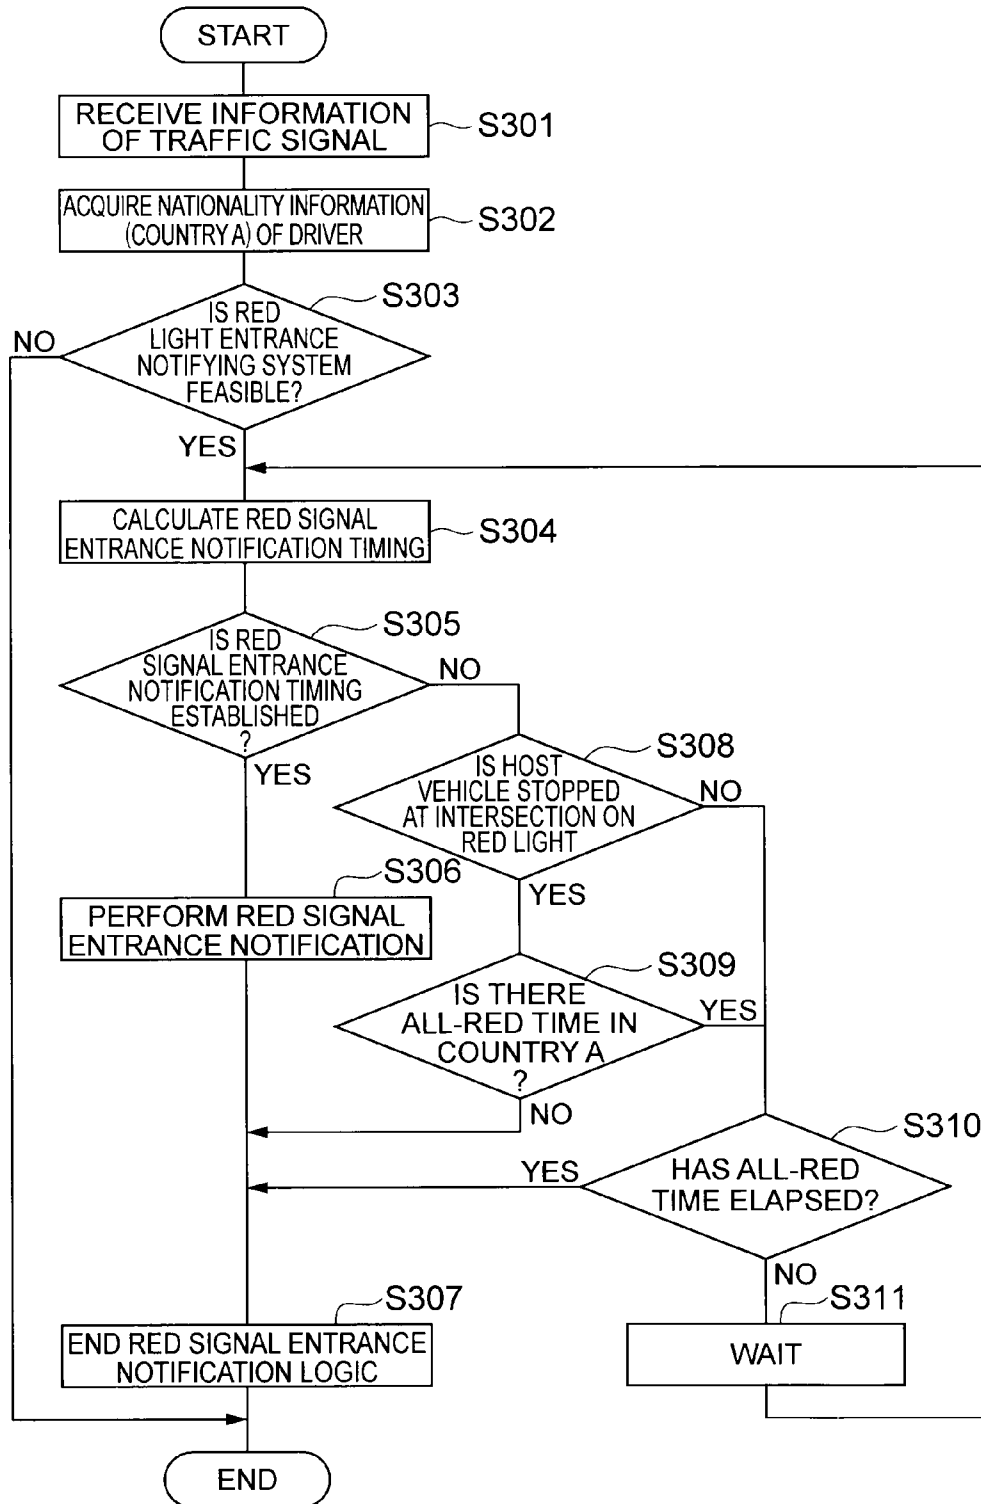 START
RECEIVE INFORMATION
OF TRAFFIC SIGNAL
S301
ACQUIRE NATIONALITY INFORMATION
(COUNTRY A) OF DRIVER
S302
S303
IS RED
LIGHT ENTRANCE
NOTIFYING SYSTEM
FEASIBLE?
NO
YES
CALCULATE RED SIGNAL
ENTRANCE NOTIFICATION TIMING
S304
S305
IS RED
SIGNAL ENTRANCE
NOTIFICATION TIMING
ESTABLISHED
?
NO
YES
S308
IS HOST
VEHICLE STOPPED
AT INTERSECTION ON
RED LIGHT
NO
YES
S306
PERFORM RED SIGNAL
ENTRANCE NOTIFICATION
S309
IS THERE
ALL-RED TIME IN
COUNTRY A
?
YES
NO
S310
HAS ALL-RED
TIME ELAPSED?
YES
NO
S307
END RED SIGNAL ENTRANCE
NOTIFICATION LOGIC
S311
WAIT
END